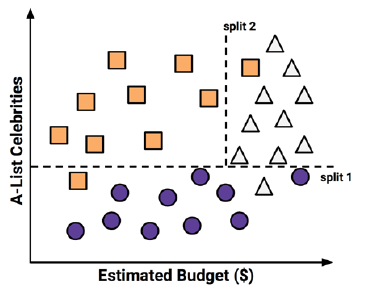 split 2
A-List Celebrities
split 1
Estimated Budget ($)